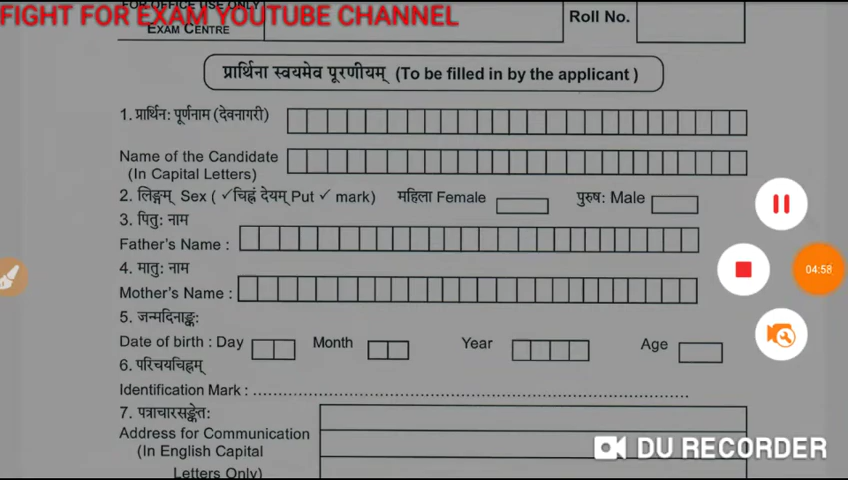 FOR OFFICE USE ONLY
FIGHT FOR EXAM YOUTUBE CHANNEL
EXAM CENTRE
Roll No.
प्रार्थिना स्वयमेव पूरणीयम् (To be filled in by the applicant )
1. प्रार्थिन: पूर्णनाम (देवनागरी)
Name of the Candidate
(In Capital Letters)
2. लिङ्गम् Sex ( ✓चिह्नं देयम् Put ✓ mark) महिला Female पुरुष: Male
3. पितु: नाम
Father's Name :
4. मातु: नाम
Mother's Name :
5. जन्मदिनाङ्क:
Date of birth : Day Month Year Age
6. परिचयचिह्नम्
Identification Mark :
7. पत्राचारसङ्केत:
Address for Communication
(In English Capital
Letters Only)
04:58
DU RECORDER